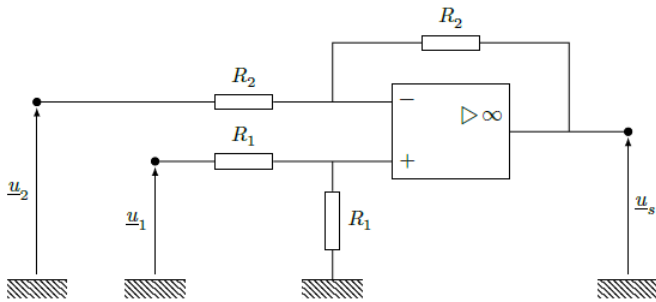 R₂
R₂
−
▷∞
R₁
+
u₂
u₁
R₁
uₛ